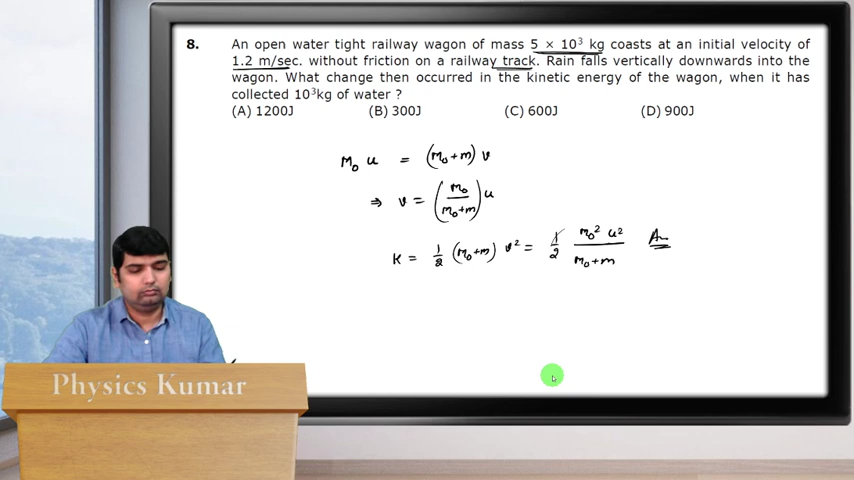 8. An open water tight railway wagon of mass 5 × 10³ kg coasts at an initial velocity of
1.2 m/sec. without friction on a railway track. Rain falls vertically downwards into the
wagon. What change then occurred in the kinetic energy of the wagon, when it has
collected 10³kg of water ?
(A) 1200J (B) 300J (C) 600J (D) 900J
m₀ u = (m₀+m) v
⇒ v = (m₀/(m₀+m)) u
K = 1/2 (m₀+m) v² = 1/2 m₀² u²/(m₀+m) An
Physics Kumar